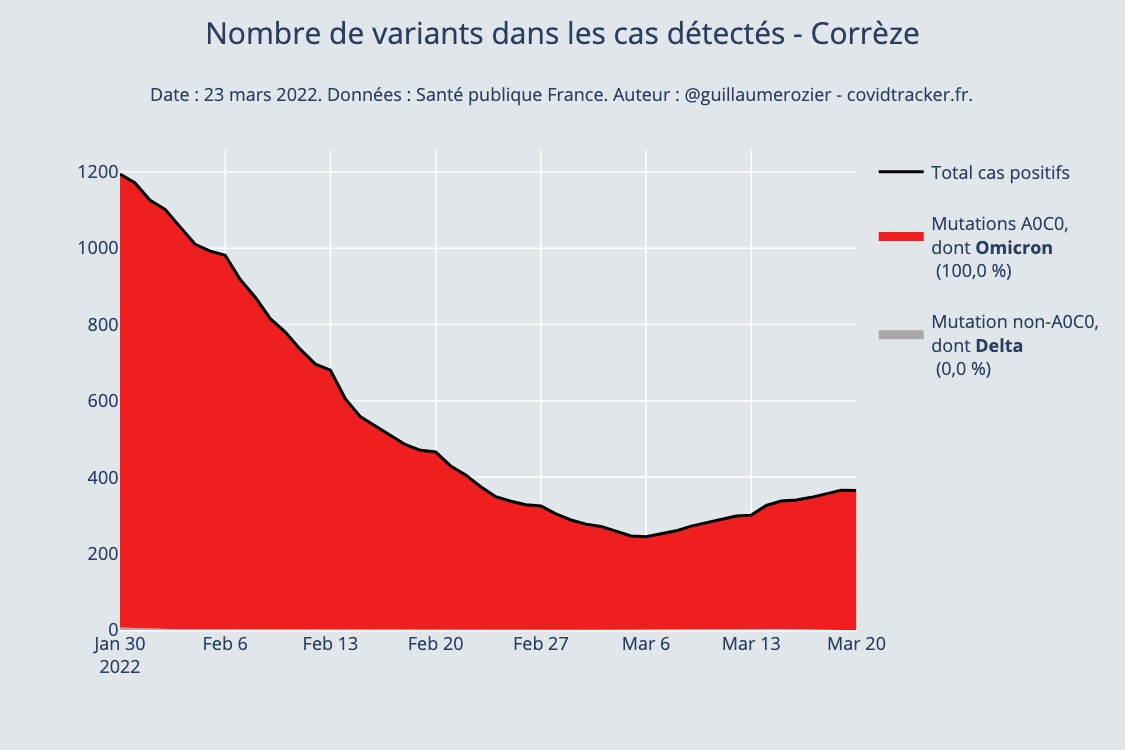 Nombre de variants dans les cas détectés - Corrèze
Date : 23 mars 2022. Données : Santé publique France. Auteur : @guillaumerozier - covidtracker.fr.
1200
1000
800
600
400
200
0
Jan 30
2022
Feb 6
Feb 13
Feb 20
Feb 27
Mar 6
Mar 13
Mar 20
Total cas positifs
Mutations A0C0,
dont Omicron
(100,0 %)
Mutation non-A0C0,
dont Delta
(0,0 %)